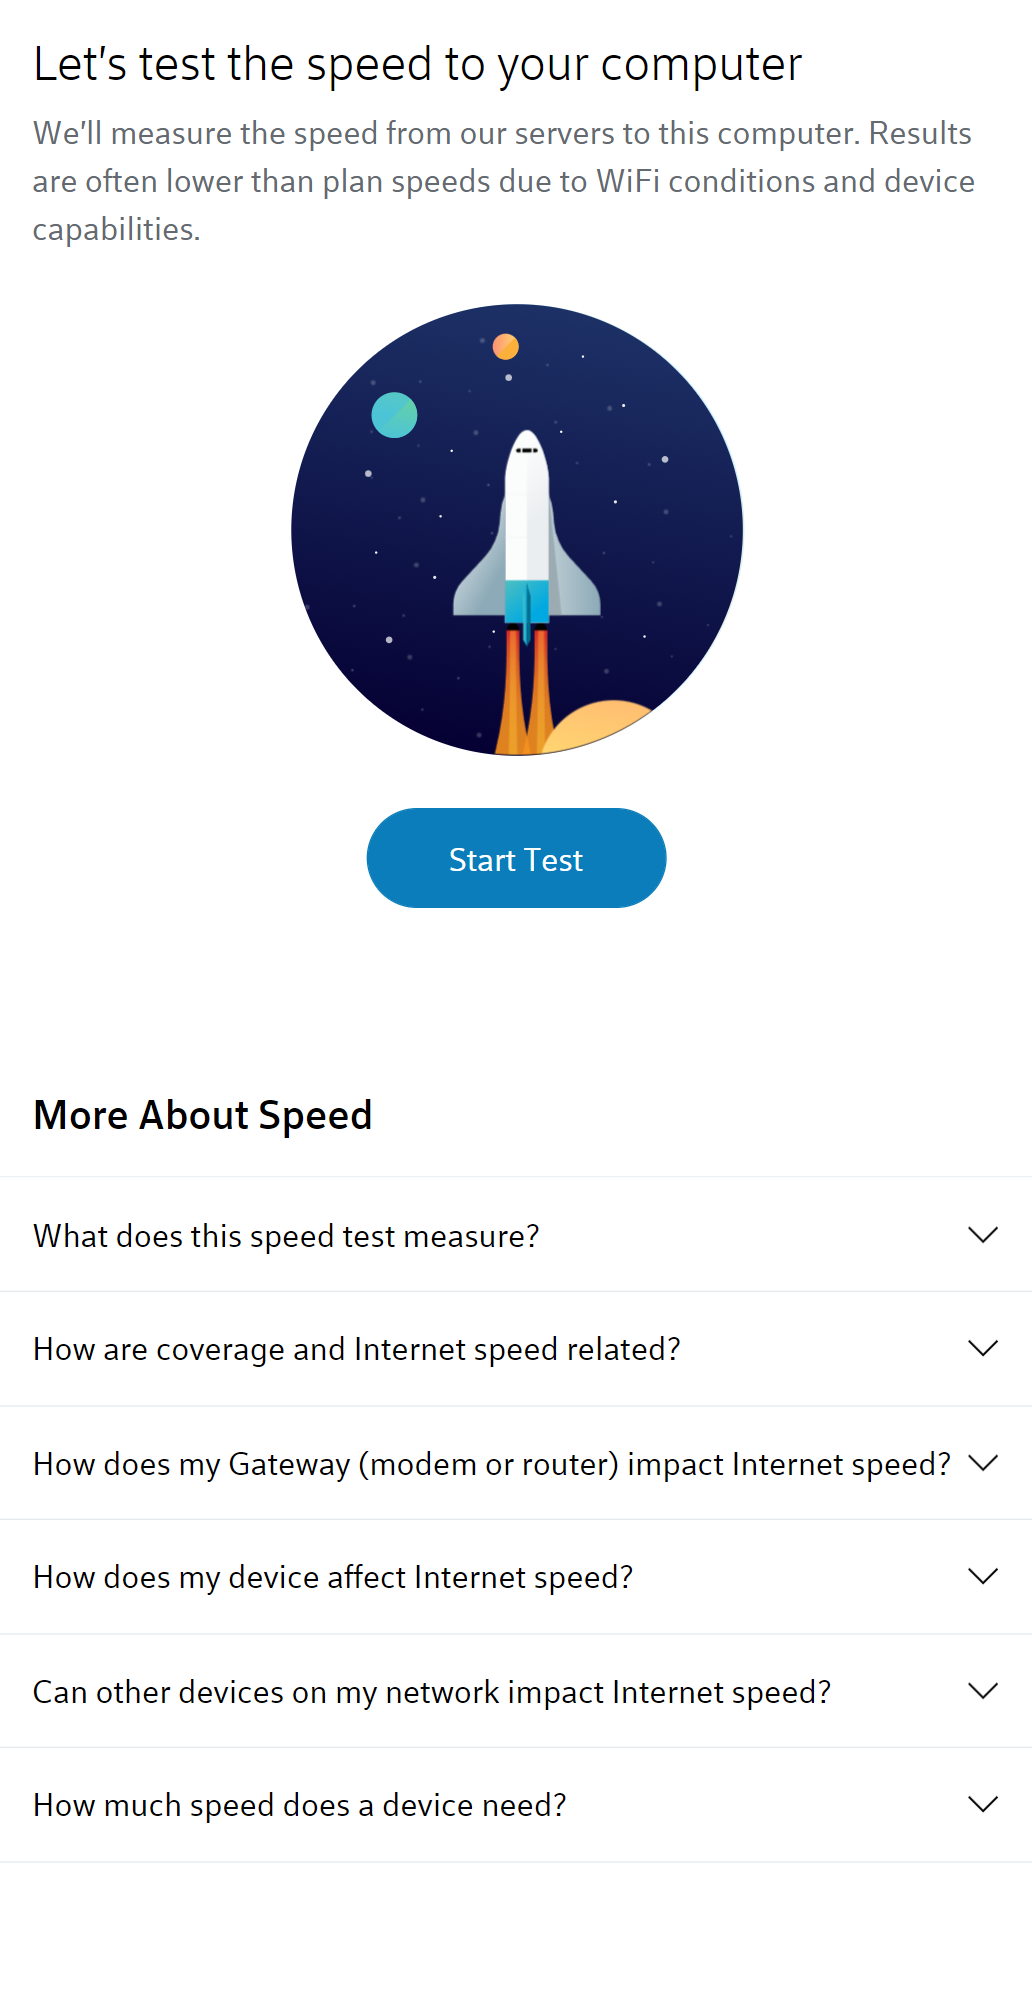 Let's test the speed to your computer
We'll measure the speed from our servers to this computer. Results
are often lower than plan speeds due to WiFi conditions and device
capabilities.
Start Test
More About Speed
What does this speed test measure?
How are coverage and Internet speed related?
How does my Gateway (modem or router) impact Internet speed?
How does my device affect Internet speed?
Can other devices on my network impact Internet speed?
How much speed does a device need?